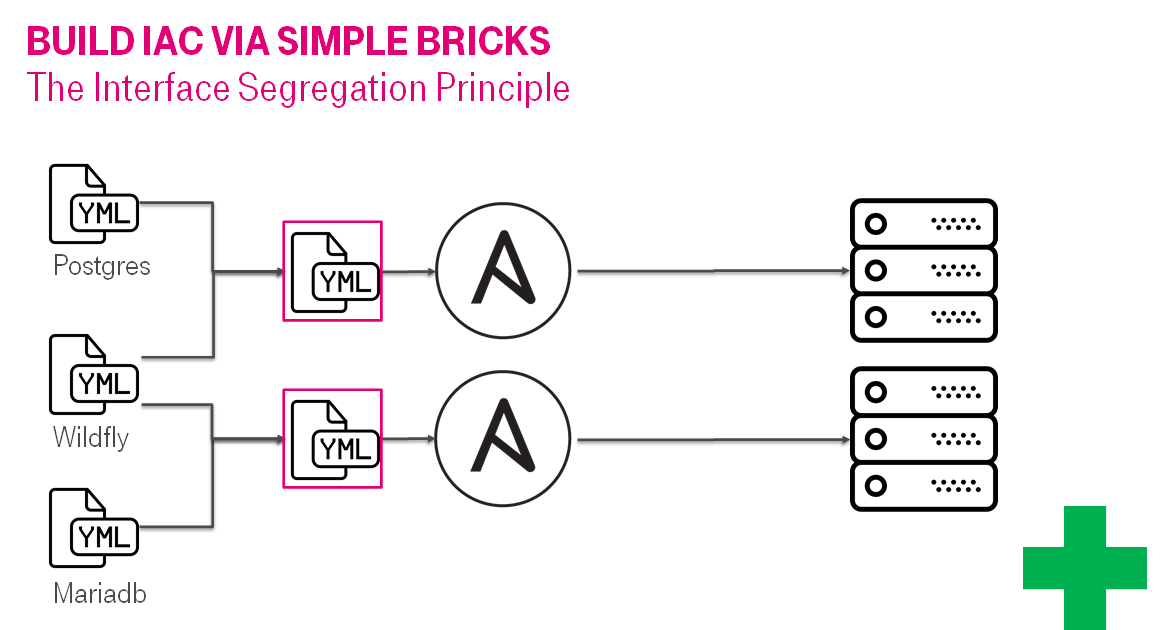 BUILD IAC VIA SIMPLE BRICKS
The Interface Segregation Principle
YML
Postgres
YML
YML
Wildfly
YML
YML
Mariadb